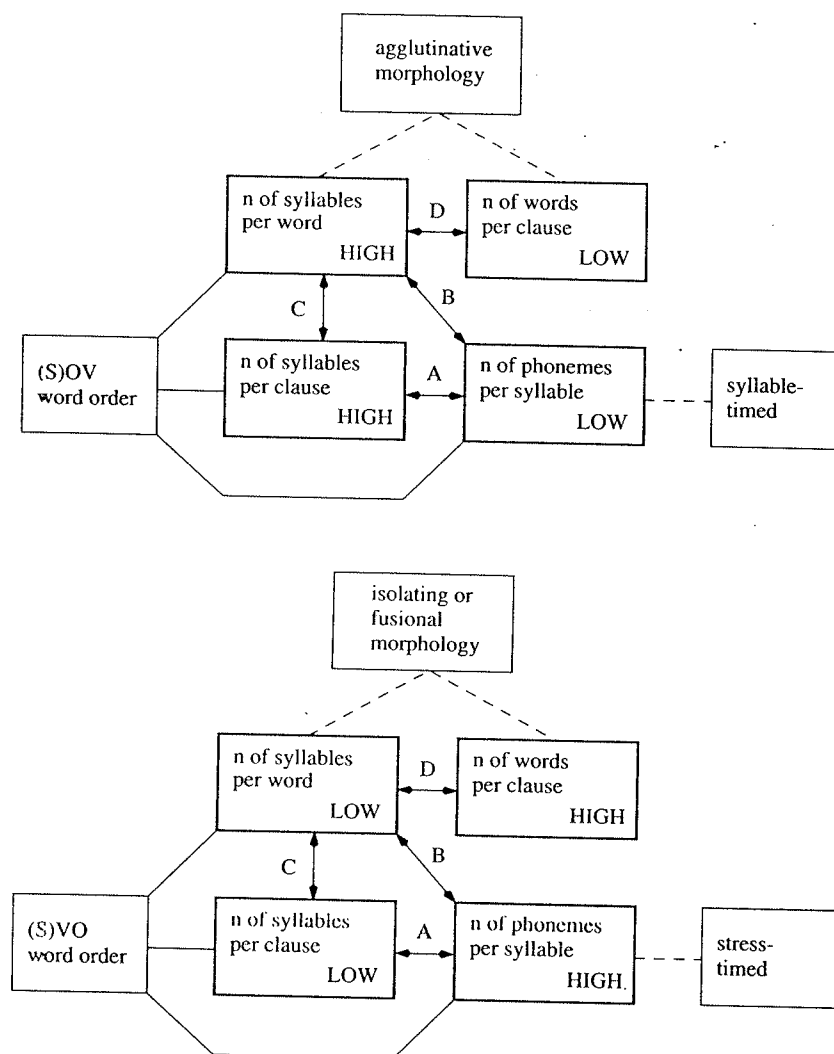 agglutinative
morphology
n of syllables
per word
HIGH
D
n of words
per clause
LOW
C
B
(S)OV
word order
n of syllables
per clause
HIGH
A
n of phonemes
per syllable
LOW
syllable-
timed
isolating or
fusional
morphology
n of syllables
per word
LOW
D
n of words
per clause
HIGH
C
B
(S)VO
word order
n of syllables
per clause
LOW
A
n of phonemes
per syllable
HIGH.
stress-
timed